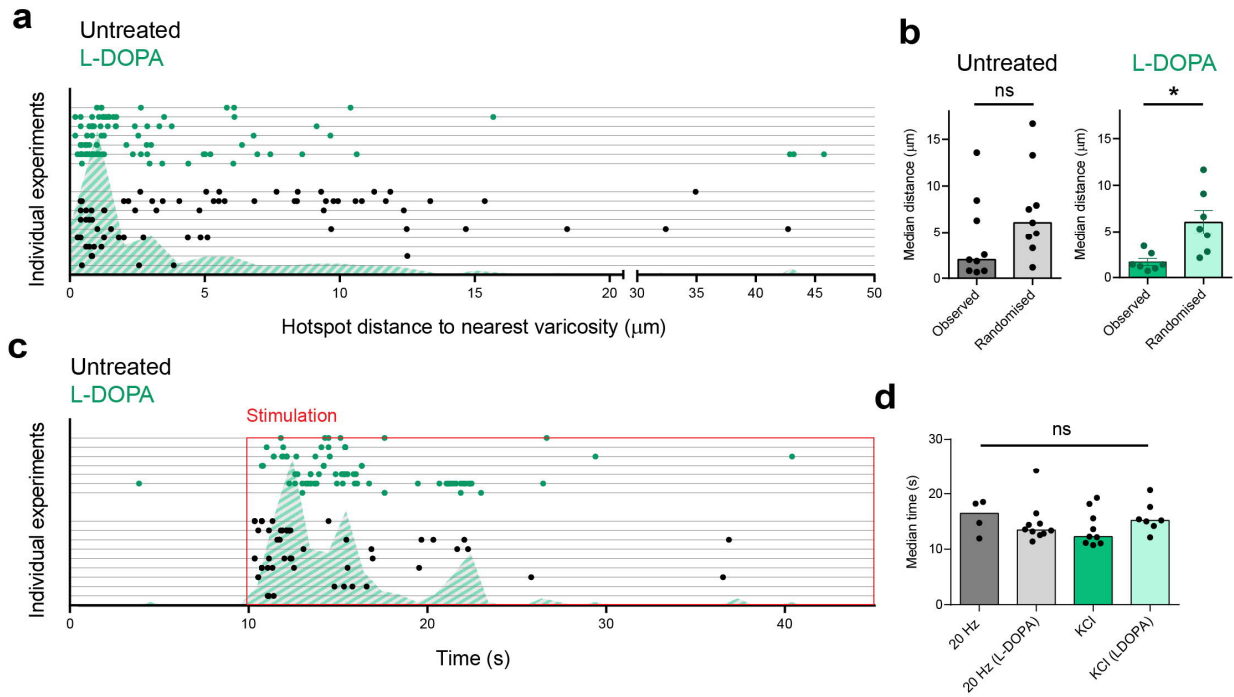 a
Untreated
L-DOPA
Individual experiments
0 5 10 15 20 30 35 40 45 50
Hotspot distance to nearest varicosity (μm)
b
Untreated
L-DOPA
ns
*
Median distance (μm)
15
10
5
0
Observed
Randomised
Median distance (μm)
15
10
5
0
Observed
Randomised
c
Untreated
L-DOPA
Stimulation
Individual experiments
0 10 20 30 40
Time (s)
d
ns
Median time (s)
30
20
10
0
20 Hz
20 Hz (L-DOPA)
KCl
KCl (LDOPA)